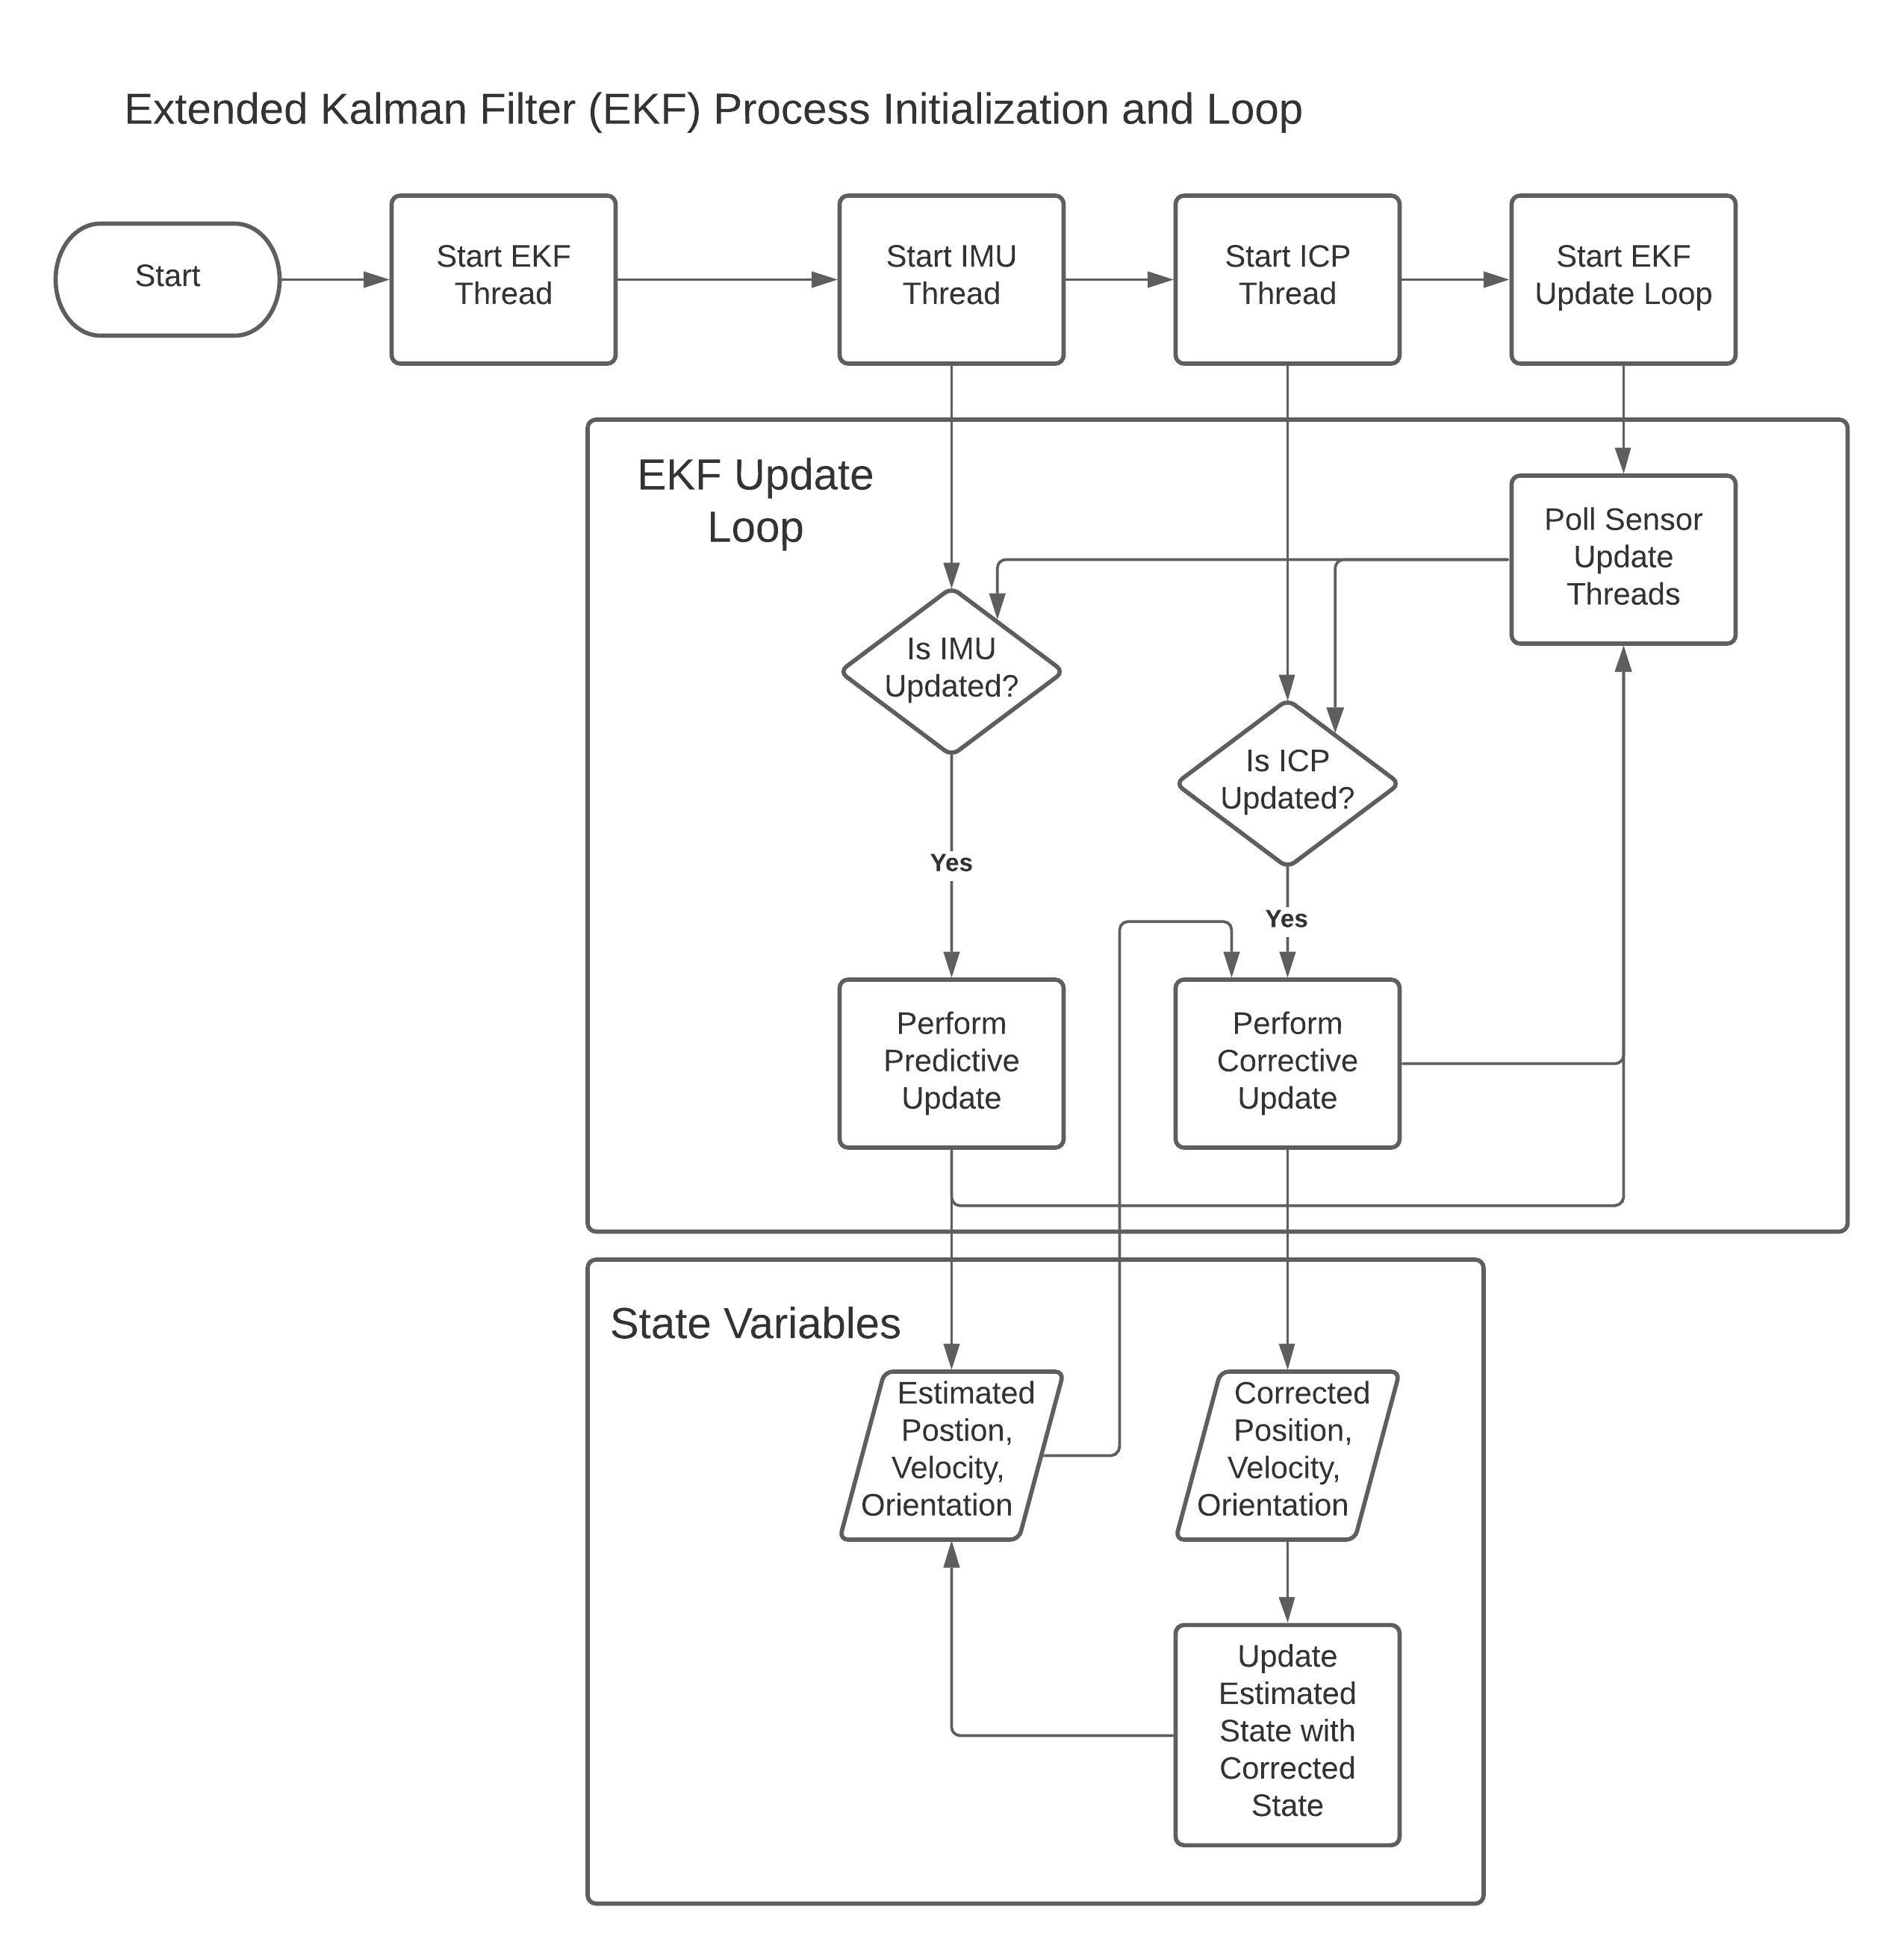 Extended Kalman Filter (EKF) Process Initialization and Loop
Start
Start EKF
Thread
Start IMU
Thread
Start ICP
Thread
Start EKF
Update Loop
EKF Update
Loop
Poll Sensor
Update
Threads
Is IMU
Updated?
Is ICP
Updated?
Yes
Yes
Perform
Predictive
Update
Perform
Corrective
Update
State Variables
Estimated
Postion,
Velocity,
Orientation
Corrected
Position,
Velocity,
Orientation
Update
Estimated
State with
Corrected
State